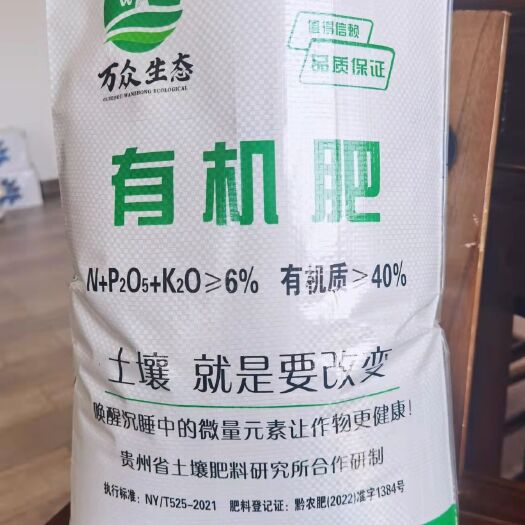 值得信赖
品质保证
万众生态
GUIZHOU WANZHONG ECOLOGICAL
有机肥
N+P₂O₅+K₂O≥6% 有机质>40%
土壤 就是要改变
唤醒沉睡中的微量元素让作物更健康!
贵州省土壤肥料研究所合作研制
执行标准: NY/T525-2021 肥料登记证: 黔农肥(2022)准字1384号